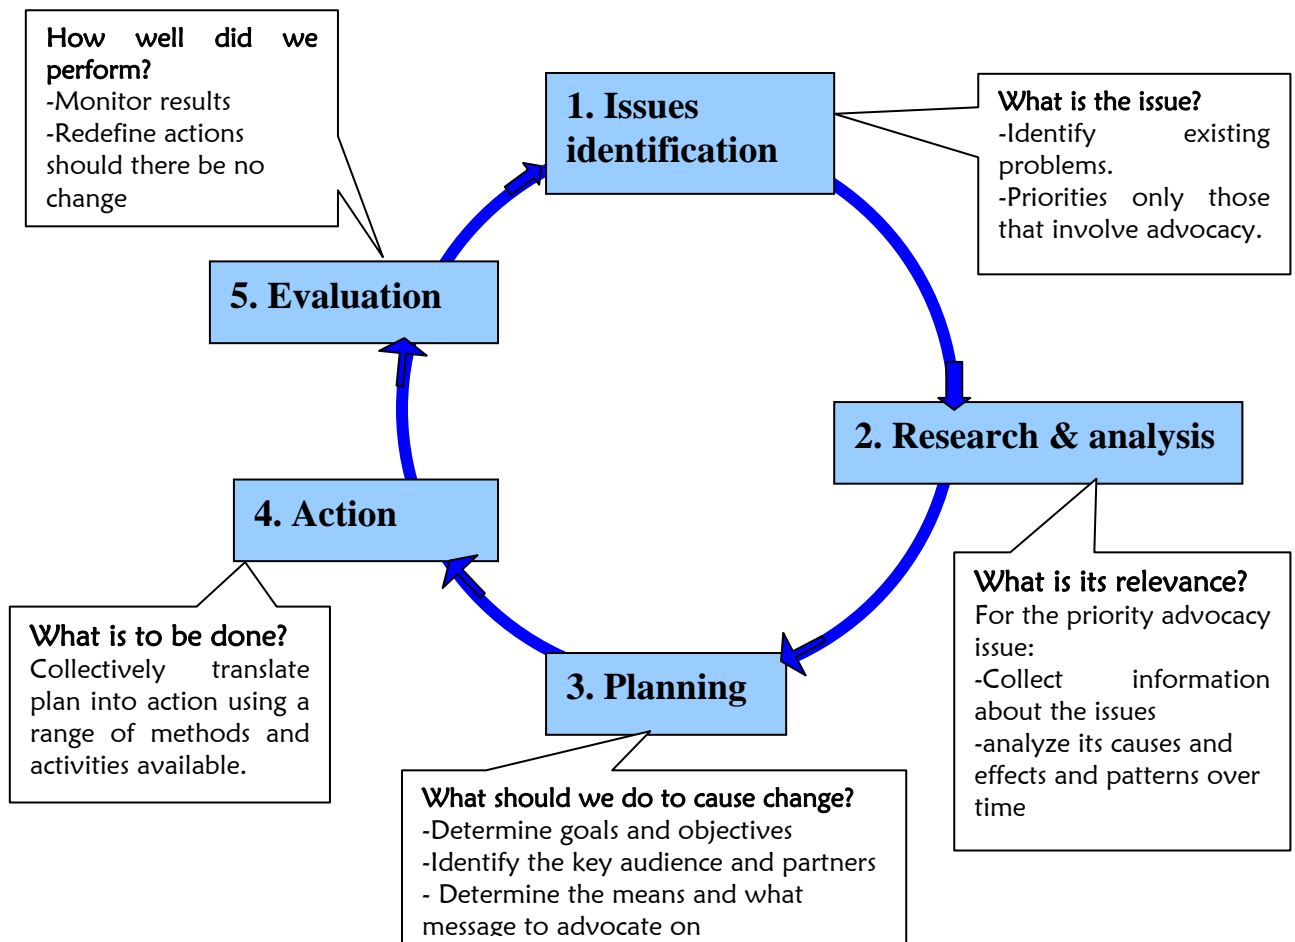 How well did we
perform?
-Monitor results
-Redefine actions
should there be no
change
1. Issues
identification
What is the issue?
-Identify existing
problems.
-Priorities only those
that involve advocacy.
5. Evaluation
2. Research & analysis
4. Action
What is its relevance?
For the priority advocacy
issue:
-Collect information
about the issues
-analyze its causes and
effects and patterns over
time
What is to be done?
Collectively translate
plan into action using a
range of methods and
activities available.
3. Planning
What should we do to cause change?
-Determine goals and objectives
-Identify the key audience and partners
- Determine the means and what
message to advocate on